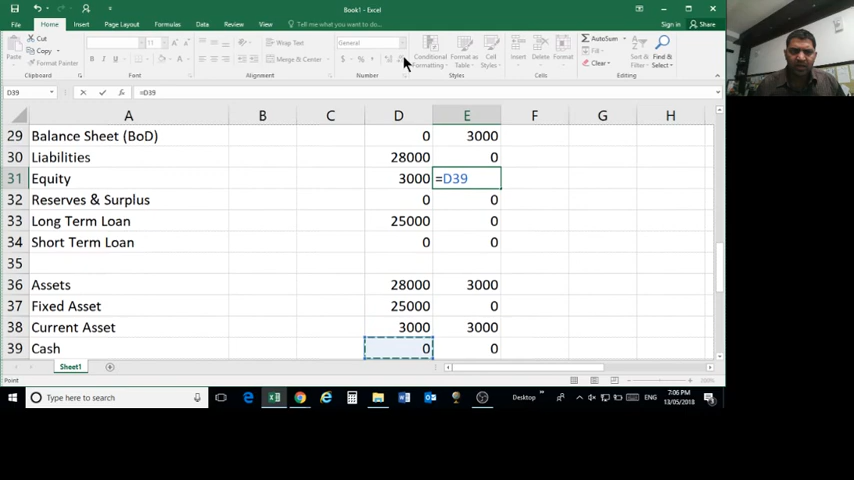 Book1 - Excel
Sign in Share
File Home Insert Page Layout Formulas Data Review View Tell me what you want to do...
Cut
Copy
Paste
Clipboard
11
Font
Wrap Text
Merge & Center
Alignment
General
Number
Conditional Formatting
Format as Table
Cell Styles
Styles
Insert Delete Format
Cells
AutoSum
Fill
Clear
Sort & Filter
Find & Select
Editing
D39 =D39
A B C D E F G H
29 Balance Sheet (BoD) 0 3000
30 Liabilities 28000 0
31 Equity 3000 =D39
32 Reserves & Surplus 0 0
33 Long Term Loan 25000 0
34 Short Term Loan 0 0
35
36 Assets 28000 3000
37 Fixed Asset 25000 0
38 Current Asset 3000 3000
39 Cash 0 0
Sheet1
Point
Type here to search
Desktop
ENG
7:06 PM
13/05/2018